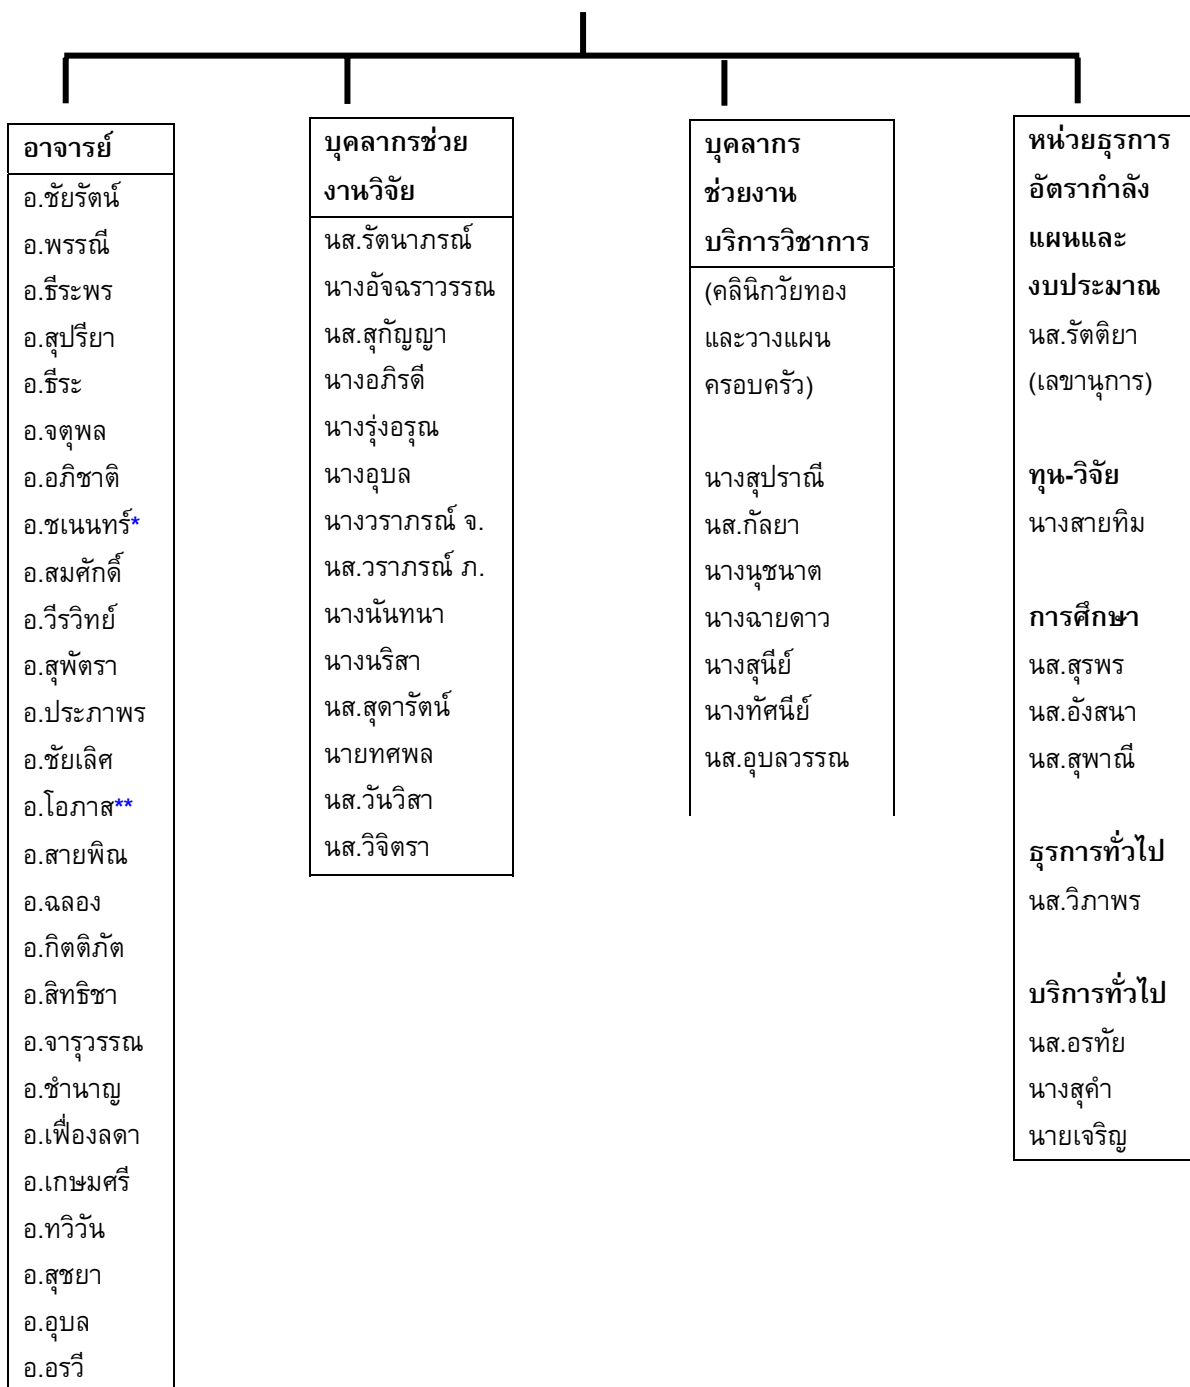 อาจารย์
อ.ชัยรัตน์
อ.พรรณี
อ.ธีระพร
อ.สุปรียา
อ.ธีระ
อ.จตุพล
อ.อภิชาติ
อ.ชเนนทร์*
อ.สมศักดิ์
อ.วีรวิทย์
อ.สุพัตรา
อ.ประภาพร
อ.ชัยเลิศ
อ.โอภาส**
อ.สายพิณ
อ.ฉลอง
อ.กิตติภัต
อ.สิทธิชา
อ.จารุวรรณ
อ.ชำนาญ
อ.เฟื่องลดา
อ.เกษมศรี
อ.ทวิวัน
อ.สุชยา
อ.อุบล
อ.อรวี
บุคลากรช่วย
งานวิจัย
นส.รัตนาภรณ์
นางอัจฉราวรรณ
นส.สุกัญญา
นางอภิรดี
นางรุ่งอรุณ
นางอุบล
นางวราภรณ์ จ.
นส.วราภรณ์ ภ.
นางนันทนา
นางนริสา
นส.สุดารัตน์
นายทศพล
นส.วันวิสา
นส.วิจิตรา
บุคลากร
ช่วยงาน
บริการวิชาการ
(คลินิกวัยทอง
และวางแผน
ครอบครัว)
นางสุปราณี
นส.กัลยา
นางนุชนาต
นางฉายดาว
นางสุนีย์
นางทัศนีย์
นส.อุบลวรรณ
หน่วยธุรการ
อัตรากำลัง
แผนและ
งบประมาณ
นส.รัตติยา
(เลขานุการ)
ทุน-วิจัย
นางสายทิม
การศึกษา
นส.สุรพร
นส.อังสนา
นส.สุพาณี
ธุรการทั่วไป
นส.วิภาพร
บริการทั่วไป
นส.อรทัย
นางสุคำ
นายเจริญ